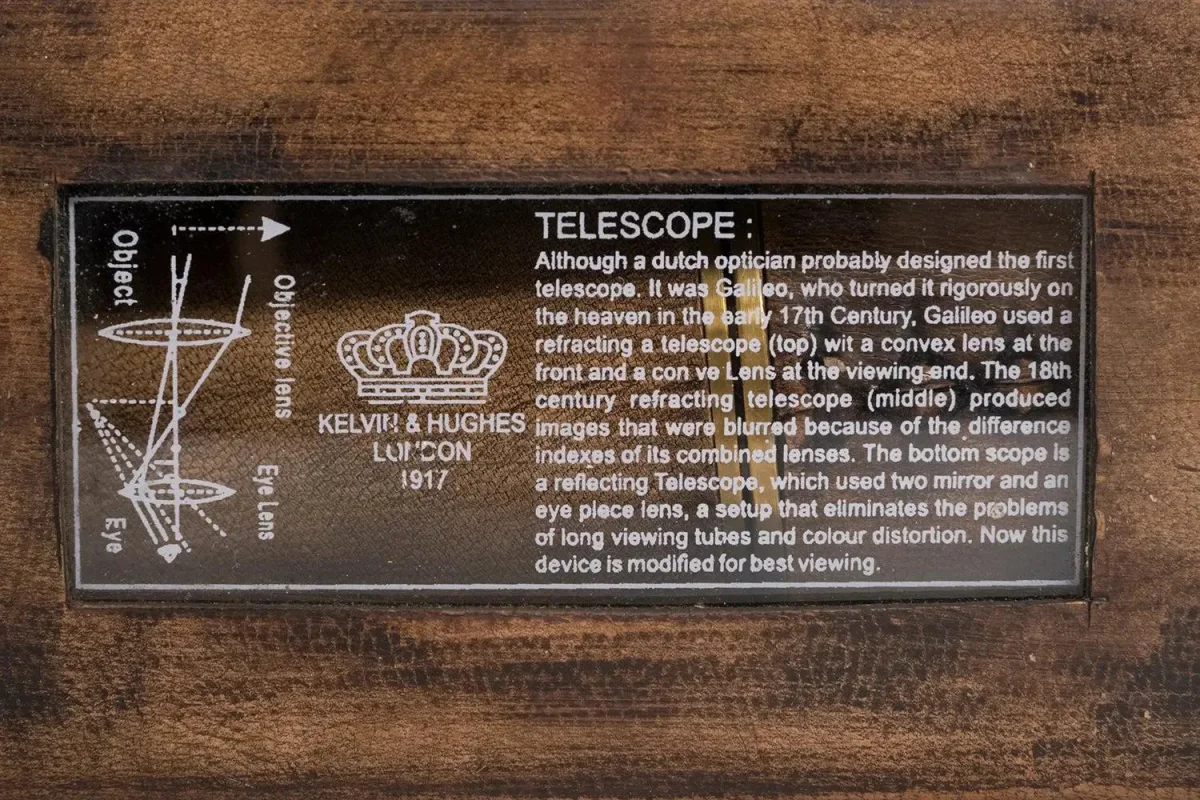 Object
Objective lens
Eye Lens
Eye
KELVIN & HUGHES
LONDON
1917
TELESCOPE :
Although a dutch optician probably designed the first
telescope. It was Galileo, who turned it rigorously on
the heaven in the early 17th Century, Galileo used a
refracting a telescope (top) wit a convex lens at the
front and a con ve Lens at the viewing end. The 18th
century refracting telescope (middle) produced
images that were blurred because of the difference
indexes of its combined lenses. The bottom scope is
a reflecting Telescope, which used two mirror and an
eye piece lens, a setup that eliminates the problems
of long viewing tubes and colour distortion. Now this
device is modified for best viewing.